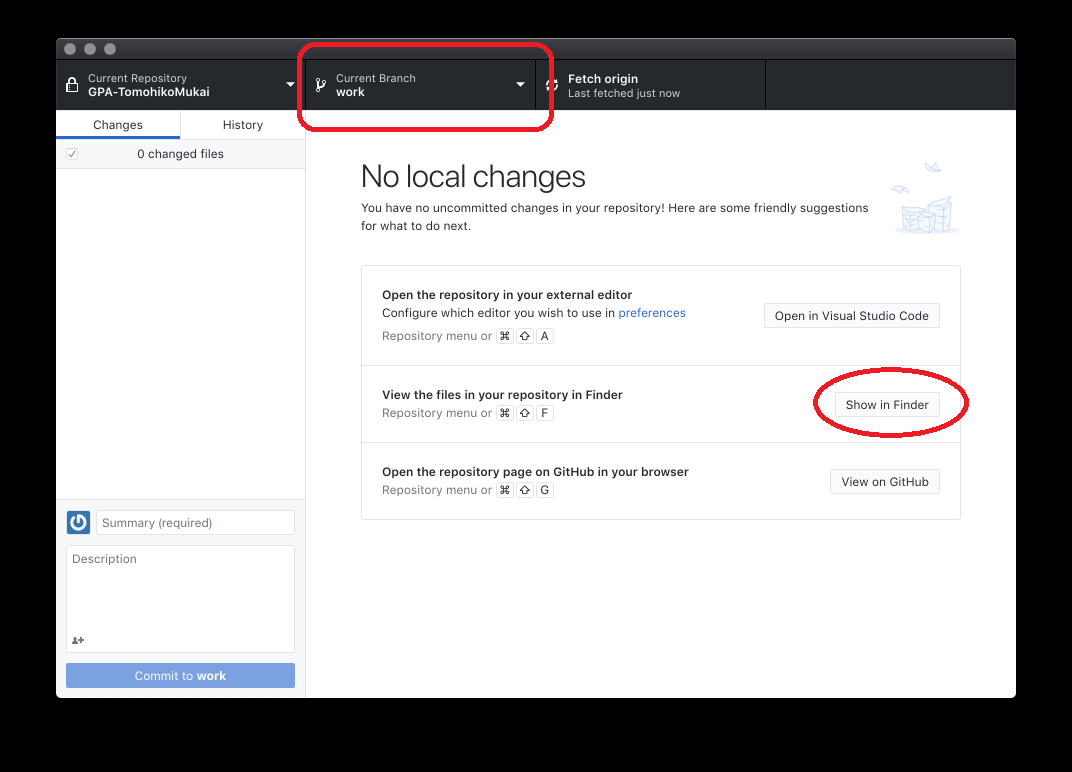 Current Repository
GPA-TomohikoMukai
Current Branch
work
Fetch origin
Last fetched just now
Changes
History
0 changed files
No local changes
You have no uncommitted changes in your repository! Here are some friendly suggestions
for what to do next.
Open the repository in your external editor
Configure which editor you wish to use in preferences
Repository menu or ⌘ ⇧ A
Open in Visual Studio Code
View the files in your repository in Finder
Repository menu or ⌘ ⇧ F
Show in Finder
Open the repository page on GitHub in your browser
Repository menu or ⌘ ⇧ G
View on GitHub
Summary (required)
Description
Commit to work